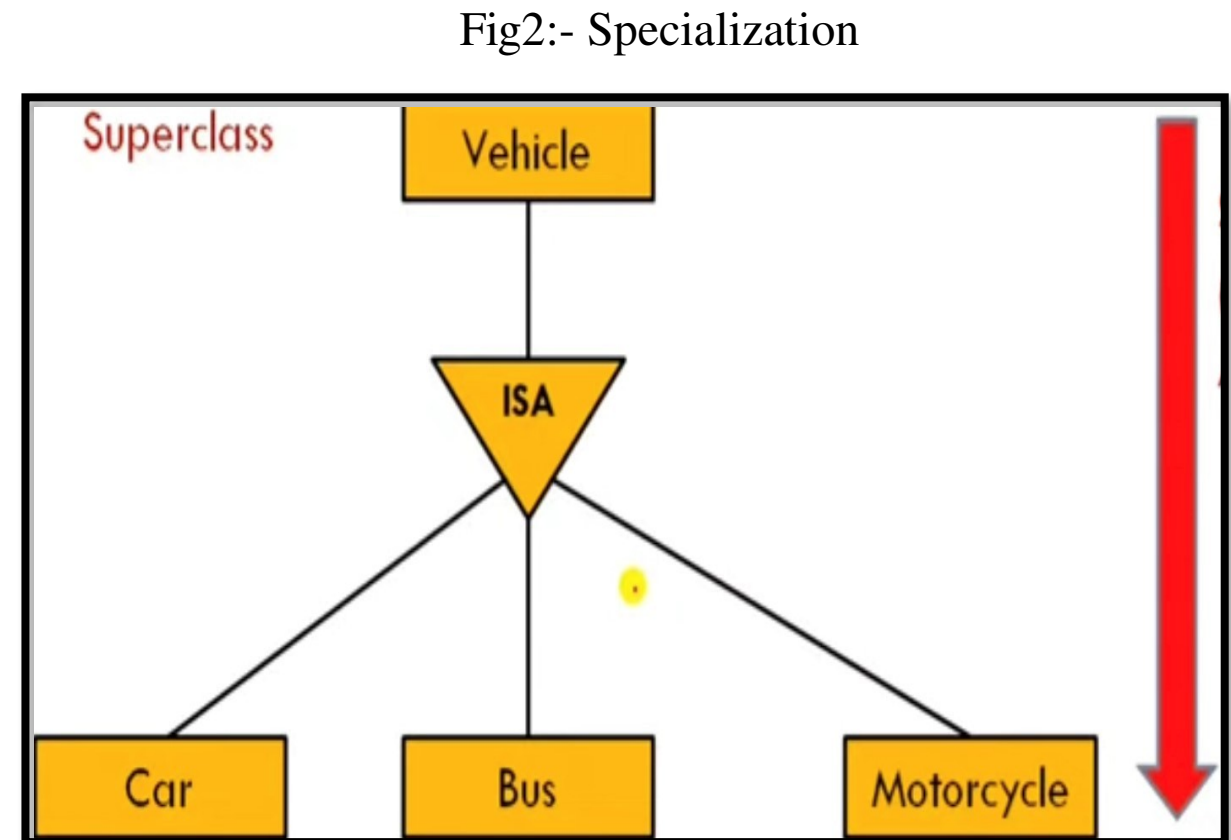 Fig2:- Specialization
Superclass
Vehicle
ISA
Car
Bus
Motorcycle